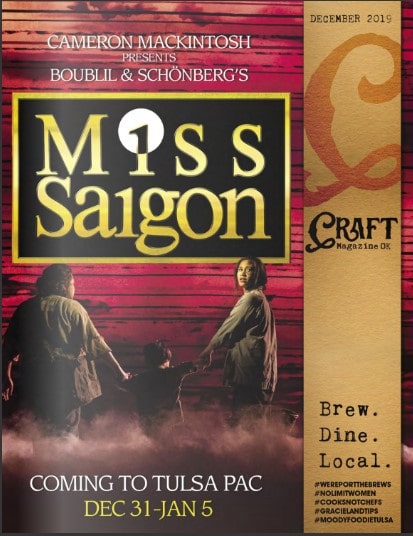 CAMERON MACKINTOSH
PRESENTS
BOUBLIL & SCHÖNBERG'S
Miss
Saigon
COMING TO TULSA PAC
DEC 31-JAN 5
DECEMBER 2019
C
CRAFT
Magazine OK
Brew.
Dine.
Local.
#WEREPORTTHEBREWS
#NOLIMITWOMEN
#COOKSNOTCHEFS
#GRACIELANDTIPS
#MOODYFOODIETULSA